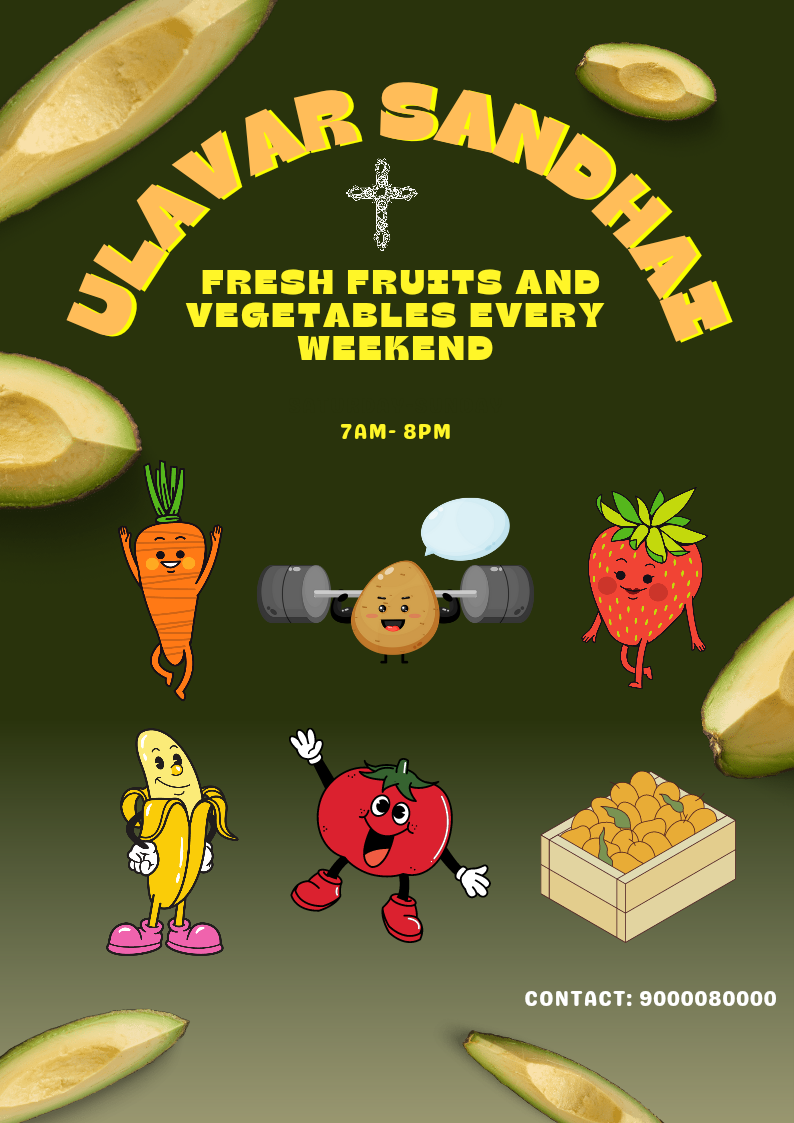 ULAVAR SANDHAI
FRESH FRUITS AND
VEGETABLES EVERY
WEEKEND
7AM- 8PM
CONTACT: 9000080000